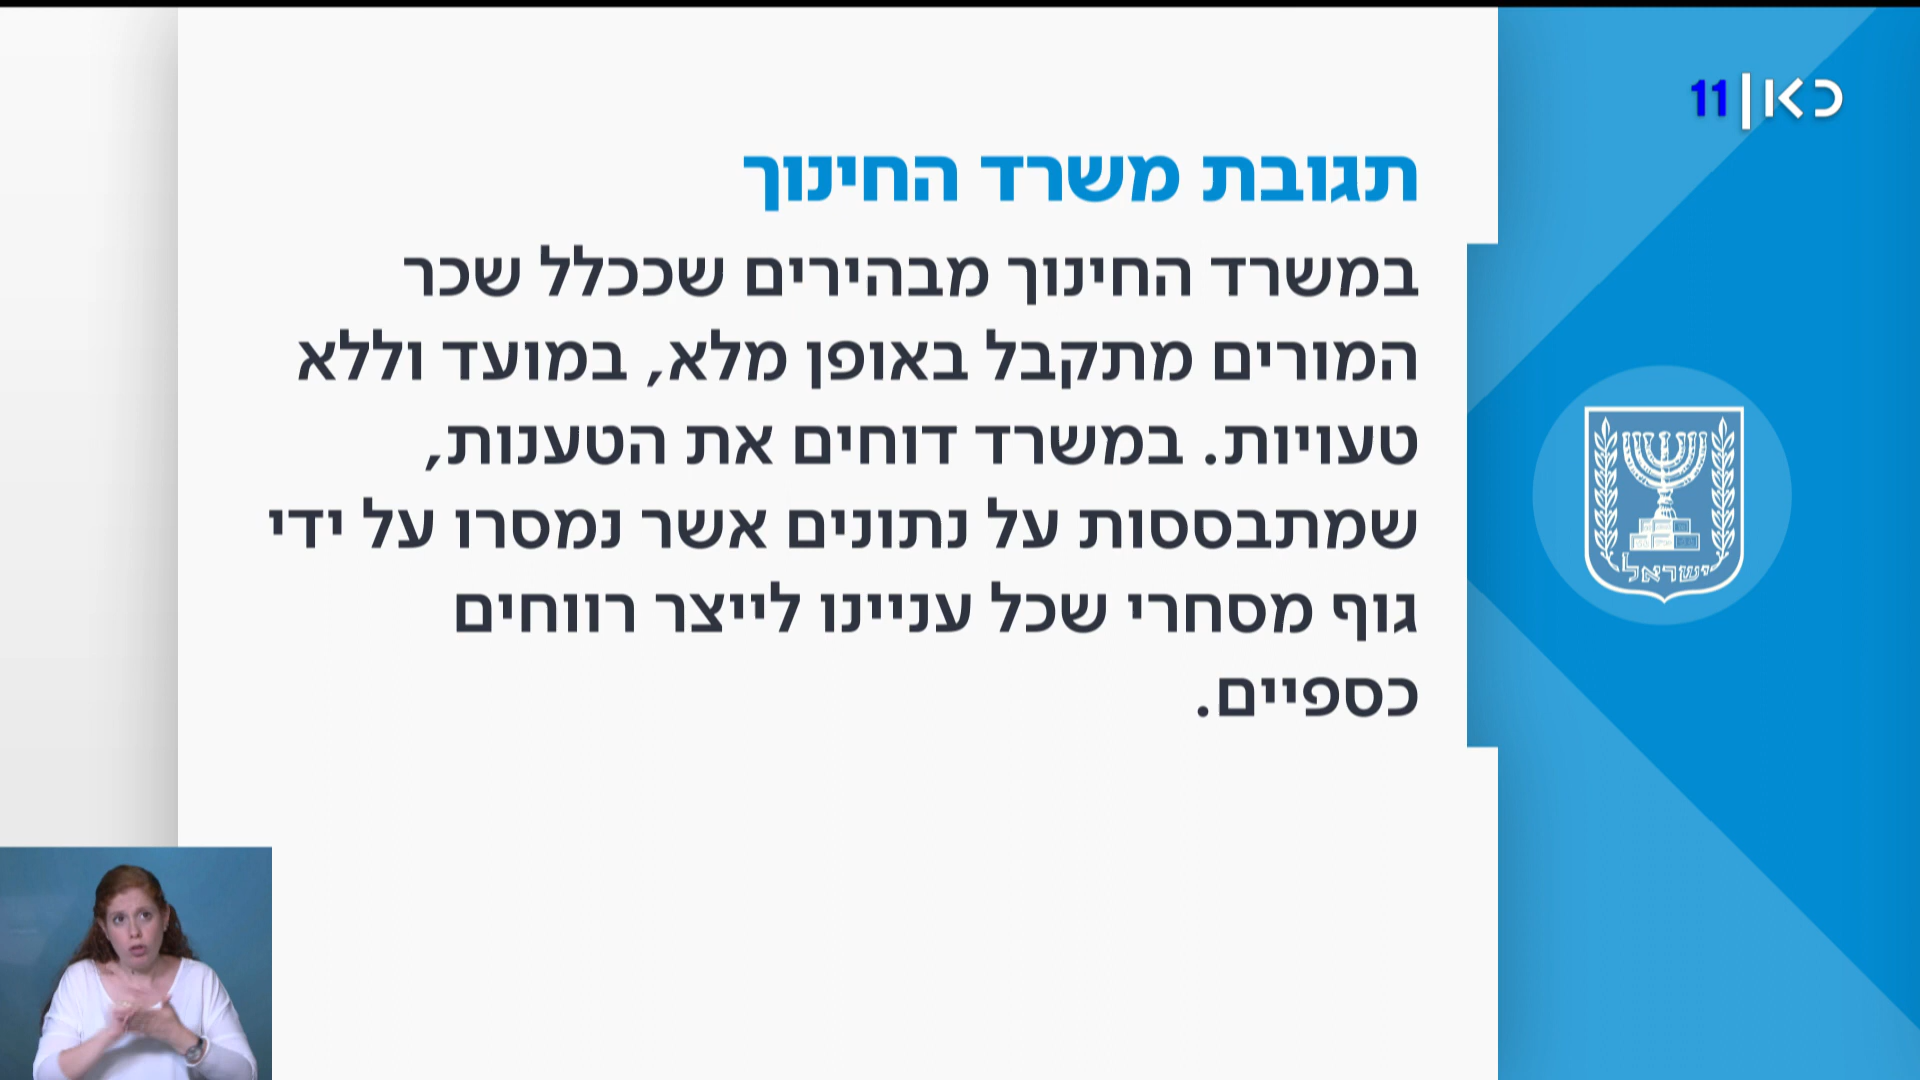 כאן 11
תגובת משרד החינוך
במשרד החינוך מבהירים שככלל שכר
המורים מתקבל באופן מלא, במועד וללא
טעויות. במשרד דוחים את הטענות,
שמתבססות על נתונים אשר נמסרו על ידי
גוף מסחרי שכל עניינו לייצר רווחים
כספיים.
ישראל